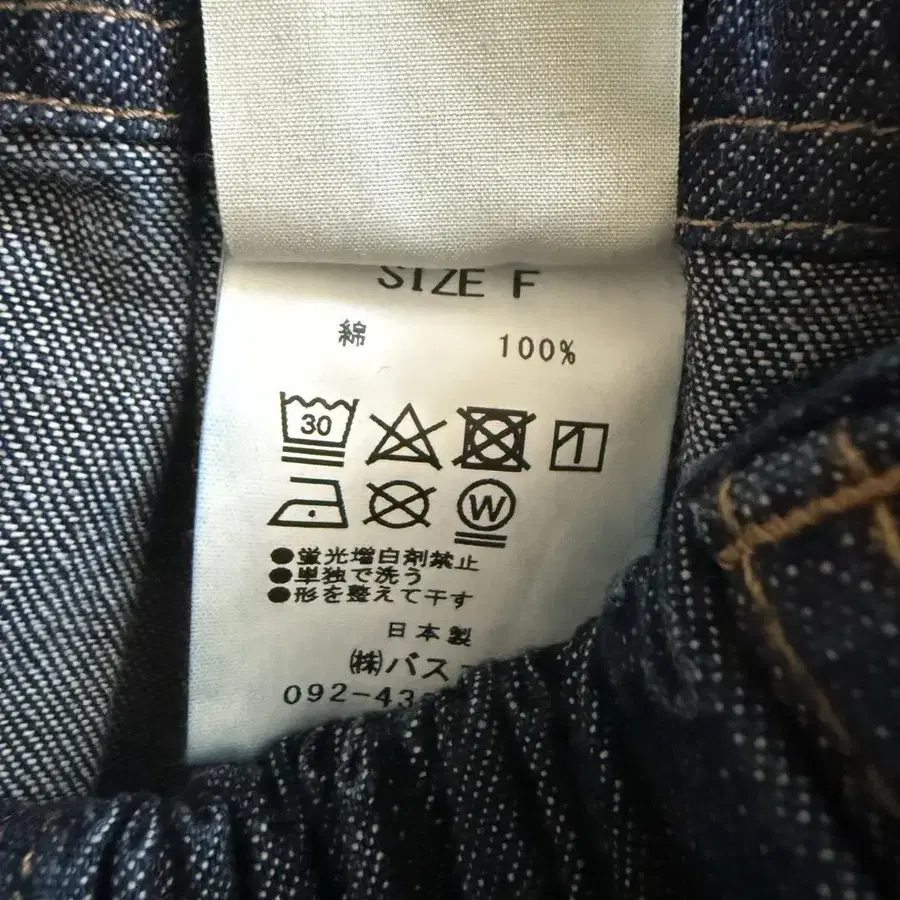 SIZE F
綿 100%
30
W
●蛍光増白剤禁止
●単独で洗う
●形を整えて干す
日本製
㈱バス
092-43